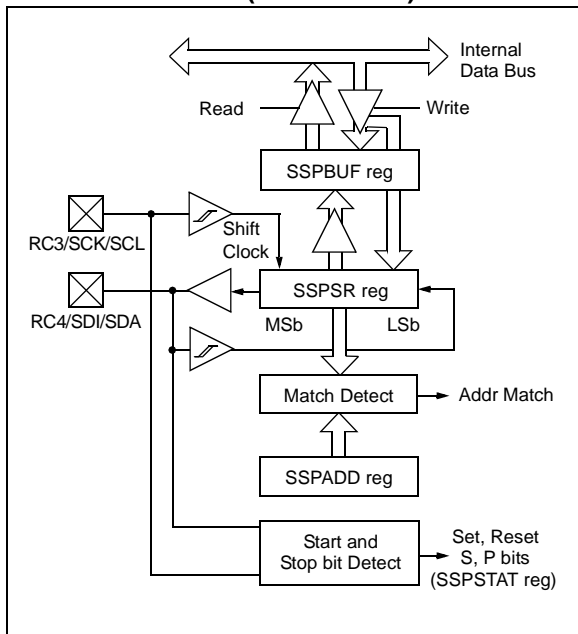 Internal
Data Bus
Read
Write
SSPBUF reg
RC3/SCK/SCL
Shift
Clock
SSPSR reg
RC4/SDI/SDA
MSb
LSb
Match Detect
Addr Match
SSPADD reg
Start and
Stop bit Detect
Set, Reset
S, P bits
(SSPSTAT reg)